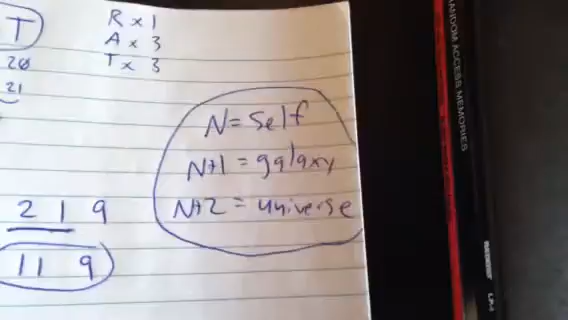 T
R x 1
A x 3
T x 3
20
21
N = Self
N+1 = galaxy
N+2 = universe
2 1 9
11 9
RANDOM ACCESS MEMORIES